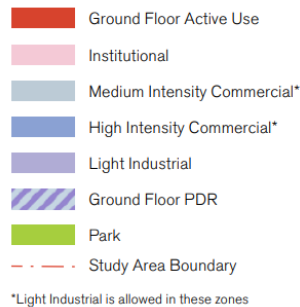 Ground Floor Active Use
Institutional
Medium Intensity Commercial*
High Intensity Commercial*
Light Industrial
Ground Floor PDR
Park
Study Area Boundary
*Light Industrial is allowed in these zones